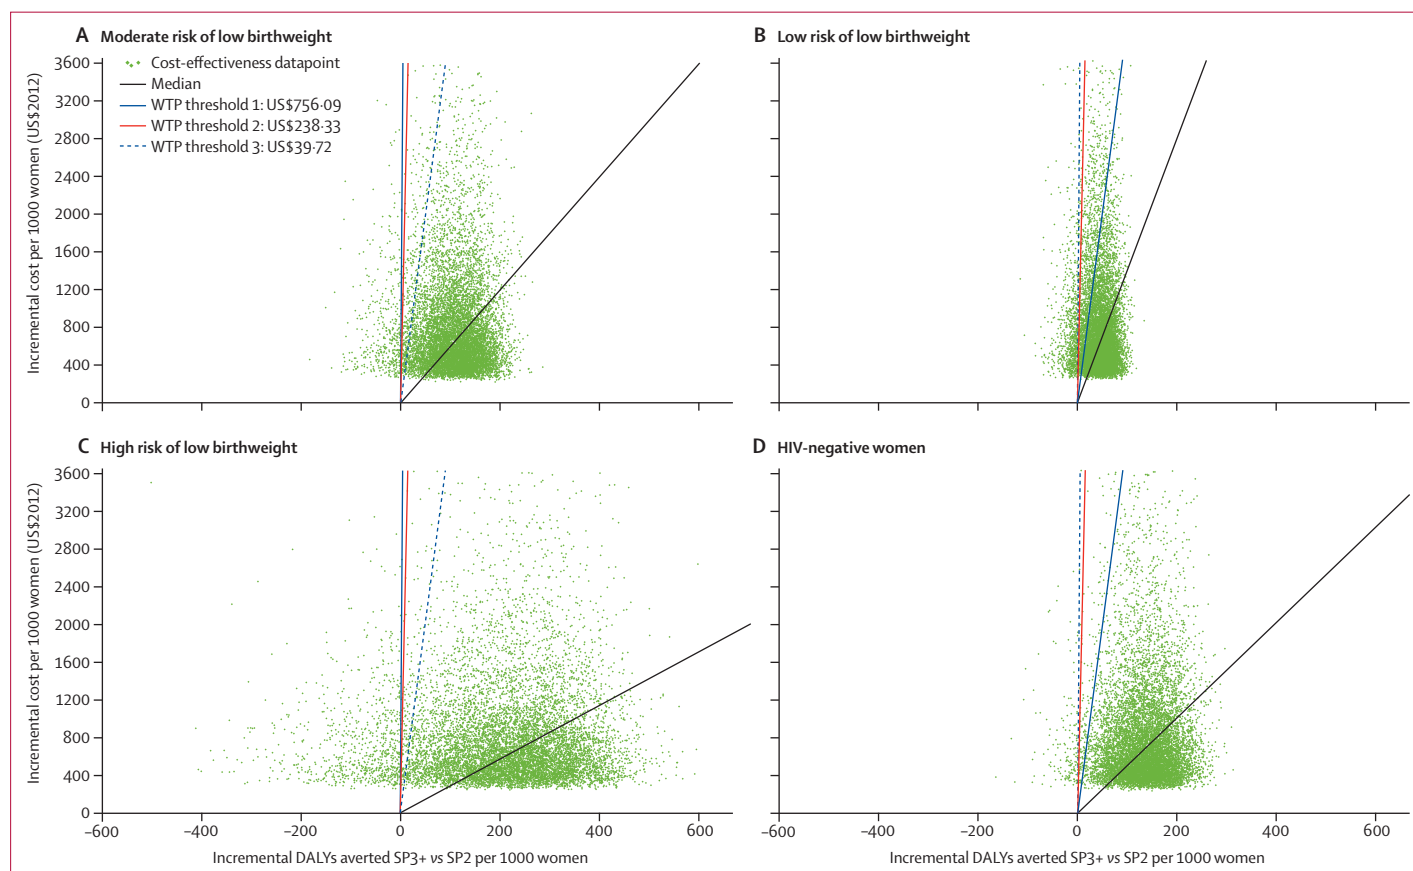 A Moderate risk of low birthweight
Cost-effectiveness datapoint
Median
WTP threshold 1: US$756·09
WTP threshold 2: US$238·33
WTP threshold 3: US$39·72
3600
3200
2800
2400
2000
1600
1200
800
400
0
Incremental cost per 1000 women (US$2012)
B Low risk of low birthweight
C High risk of low birthweight
3600
3200
2800
2400
2000
1600
1200
800
400
0
Incremental cost per 1000 women (US$2012)
−600 −400 −200 0 200 400 600
Incremental DALYs averted SP3+ vs SP2 per 1000 women
D HIV-negative women
−600 −400 −200 0 200 400 600
Incremental DALYs averted SP3+ vs SP2 per 1000 women